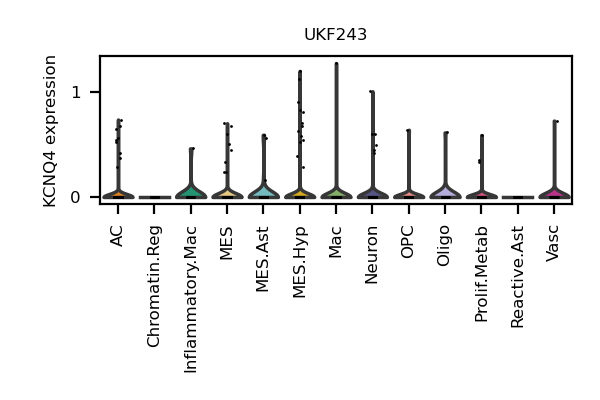 UKF243
KCNQ4 expression
1
0
AC
Chromatin.Reg
Inflammatory.Mac
MES
MES.Ast
MES.Hyp
Mac
Neuron
OPC
Oligo
Prolif.Metab
Reactive.Ast
Vasc